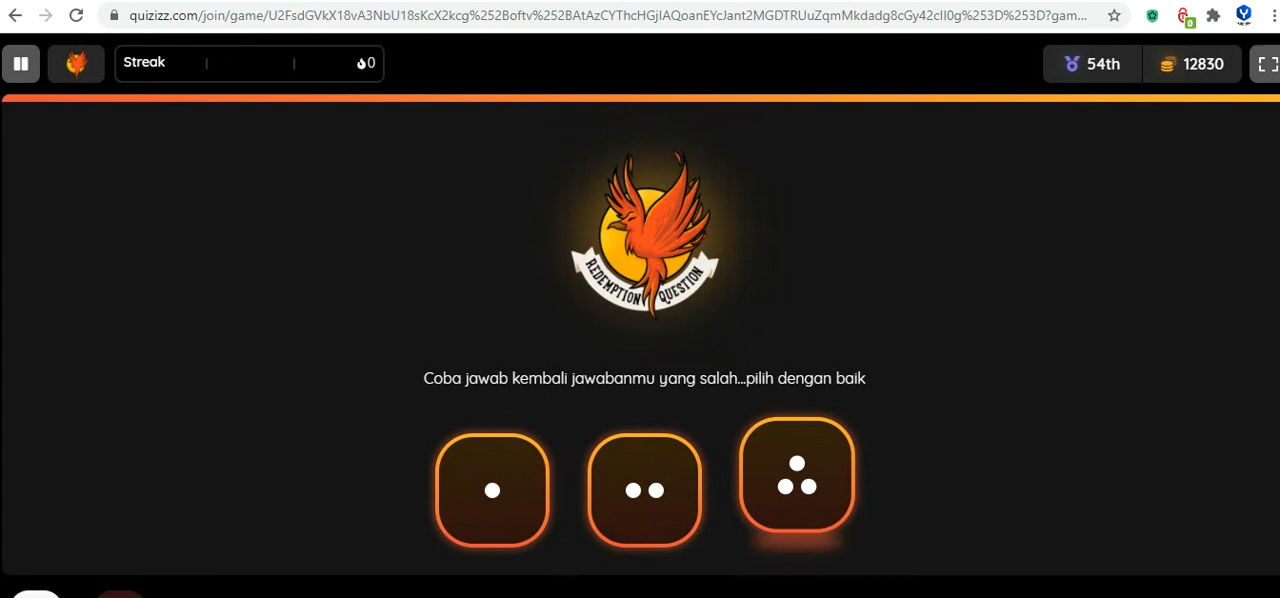 quizizz.com/join/game/U2FsdGVkX18vA3NbU18sKcX2kcg%252Boftv%252BAtAzCYThcHGjIAQoanEYcJant2MGDTRUuZqmMkdadg8cGy42cII0g%253D%253D?gam...
0
Streak
0
54th
12830
REDEMPTION QUESTION
Coba jawab kembali jawabanmu yang salah...pilih dengan baik